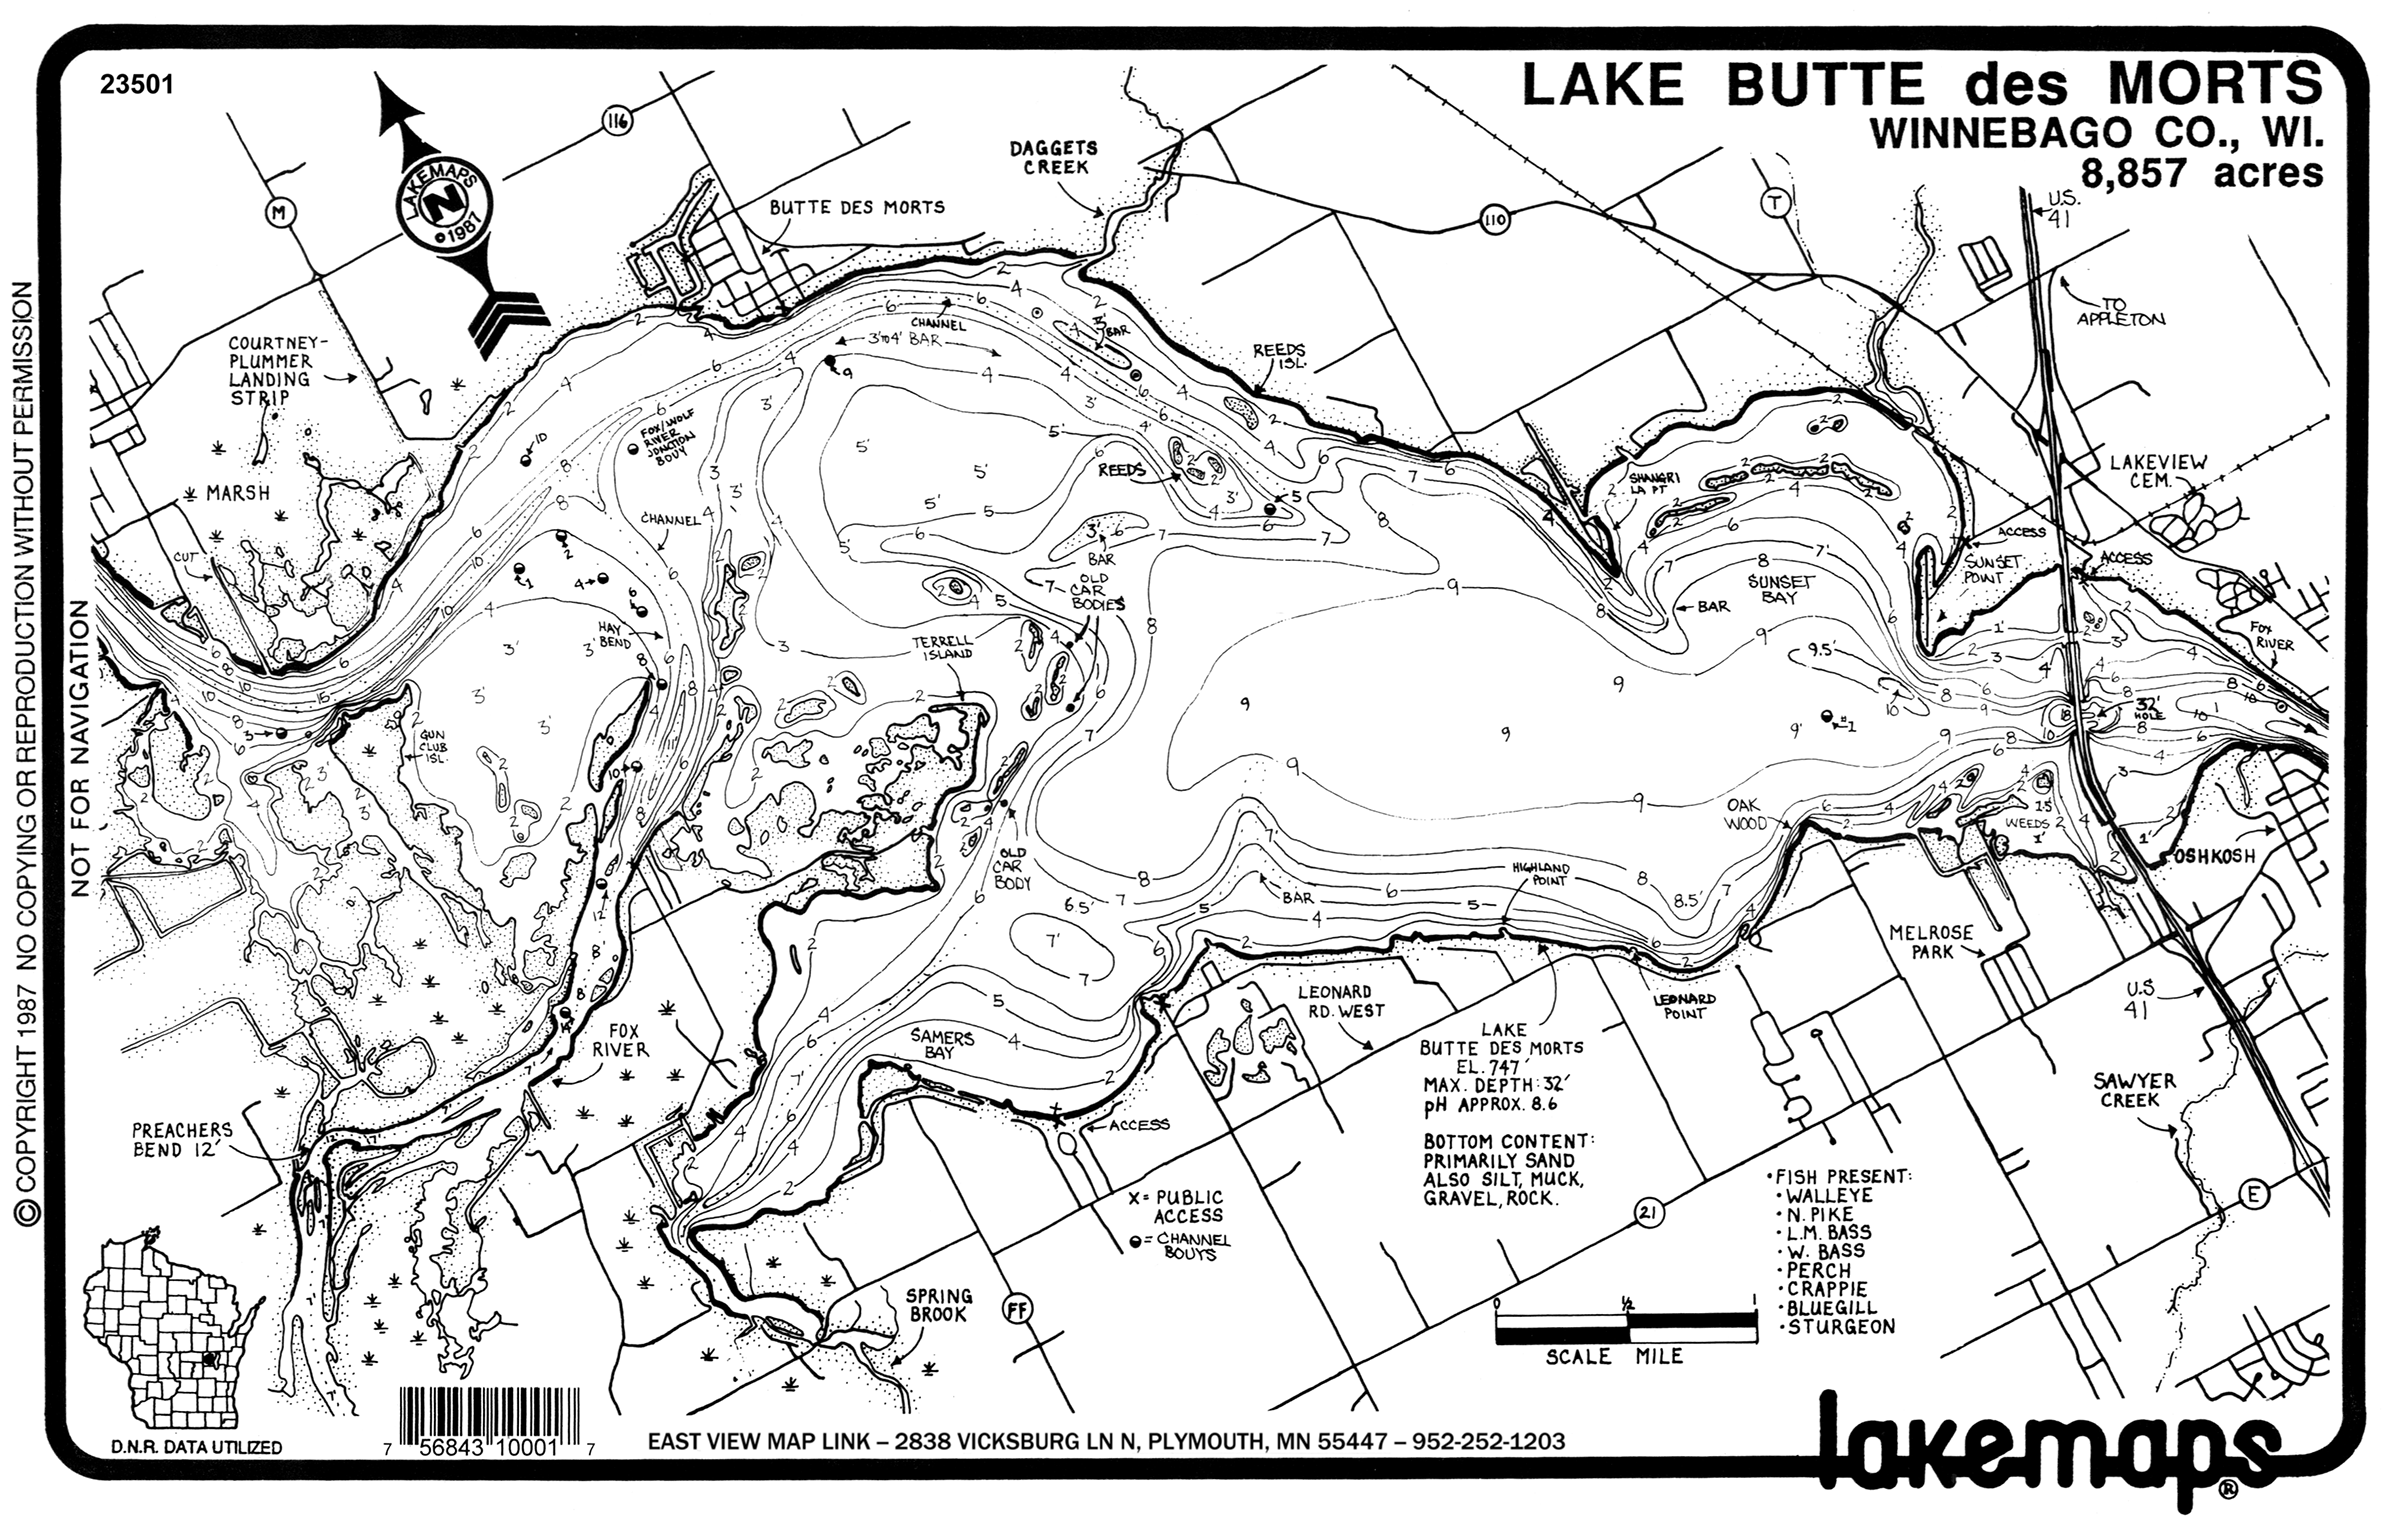 23501
LAKE BUTTE des MORTS
WINNEBAGO CO., WI.
8,857 acres
LAKEMAPS
N
©1987
M
116
BUTTE DES MORTS
DAGGETS
CREEK
110
T
U.S.
41
TO
APPLETON
COURTNEY-
PLUMMER
LANDING
STRIP
CHANNEL
3'to4' BAR
3' BAR
REEDS
ISL.
FOX/WOLF
RIVER
JUNCTION
BOUY
MARSH
CUT
CHANNEL
REEDS
BAR
SHANGRI
LA PT
LAKEVIEW
CEM.
ACCESS
SUNSET
POINT
ACCESS
SUNSET
BAY
BAR
HAY
BEND
OLD
CAR
BODIES
TERRELL
ISLAND
FOX
RIVER
32'
HOLE
GUN
CLUB
ISL.
OLD
CAR
BODY
OAK
WOOD
WEEDS
OSHKOSH
HIGHLAND
POINT
BAR
MELROSE
PARK
LEONARD
RD. WEST
LEONARD
POINT
U.S
41
FOX
RIVER
SAMERS
BAY
ACCESS
PREACHERS
BEND 12'
SAWYER
CREEK
LAKE
BUTTE DES MORTS
EL. 747'
MAX. DEPTH: 32'
pH APPROX. 8.6
BOTTOM CONTENT:
PRIMARILY SAND
ALSO SILT, MUCK,
GRAVEL, ROCK.
X = PUBLIC
ACCESS
= CHANNEL
BOUYS
•FISH PRESENT:
•WALLEYE
•N. PIKE
•L.M. BASS
•W. BASS
•PERCH
•CRAPPIE
•BLUEGILL
•STURGEON
21
E
FF
SPRING
BROOK
0 ½ 1
SCALE MILE
D.N.R. DATA UTILIZED
7 56843 10001 7
EAST VIEW MAP LINK – 2838 VICKSBURG LN N, PLYMOUTH, MN 55447 – 952-252-1203
lakemaps®
© COPYRIGHT 1987 NO COPYING OR REPRODUCTION WITHOUT PERMISSION
NOT FOR NAVIGATION